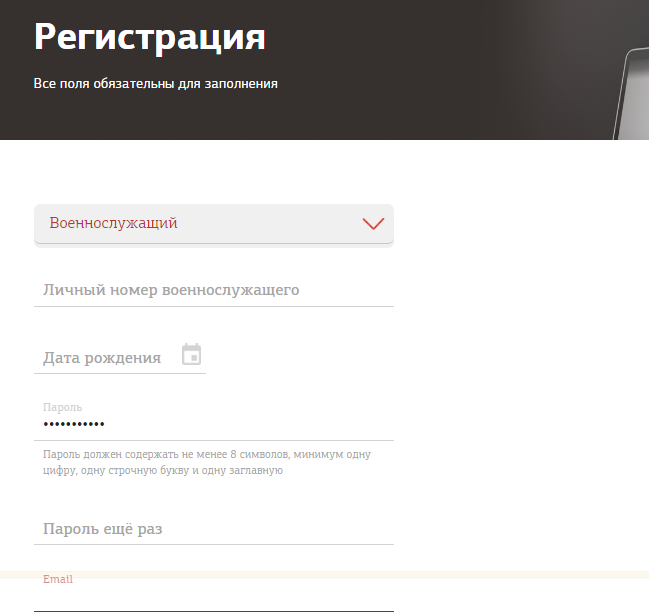 Регистрация
Все поля обязательны для заполнения
Военнослужащий
Личный номер военнослужащего
Дата рождения
Пароль
•••••••••••
Пароль должен содержать не менее 8 символов, минимум одну
цифру, одну строчную букву и одну заглавную
Пароль ещё раз
Email